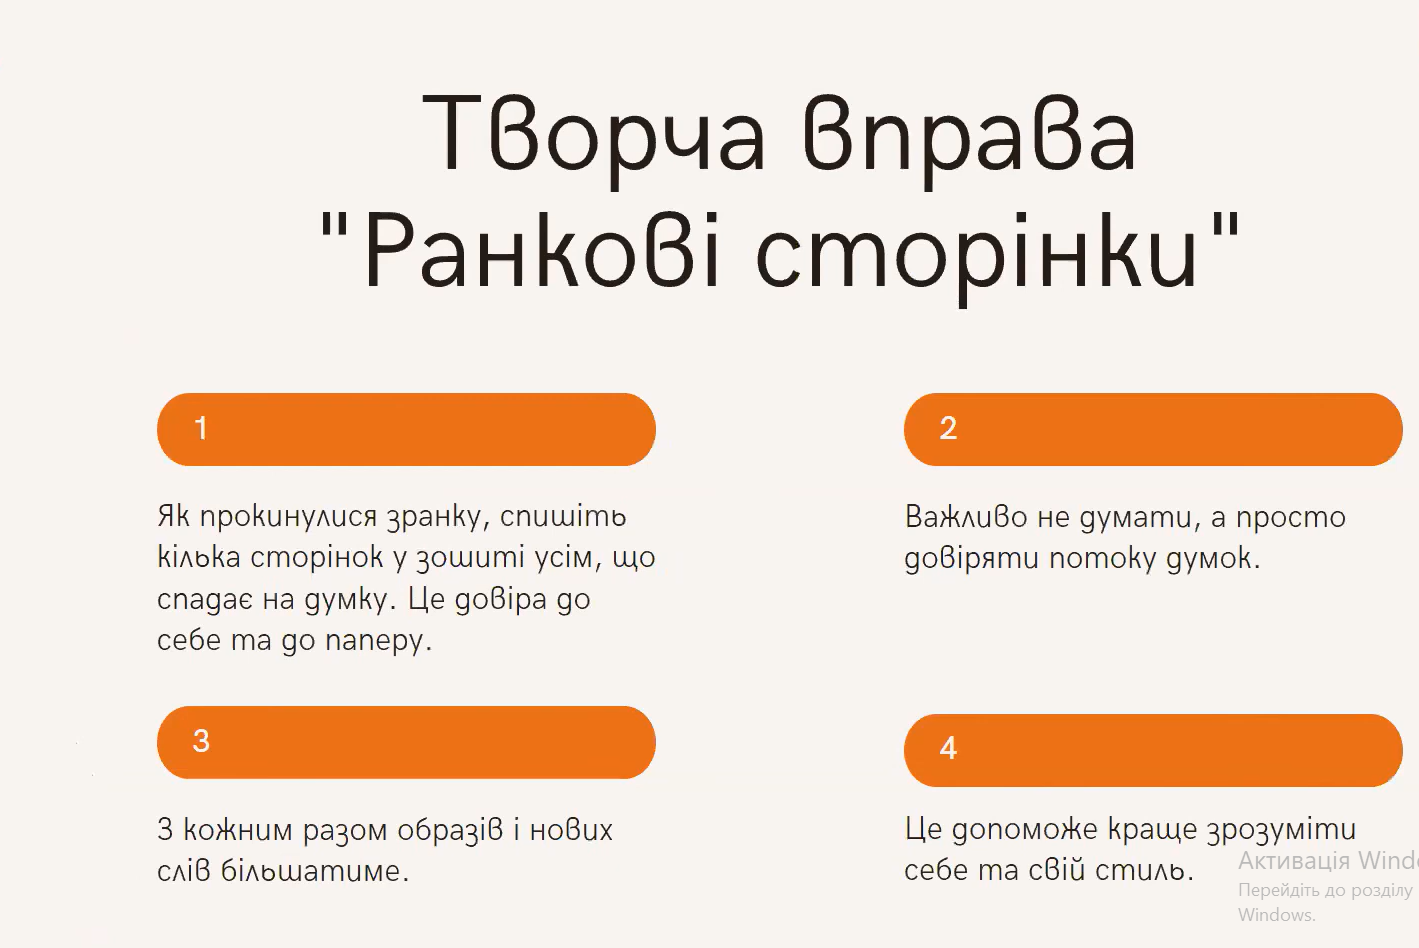 Творча вправа
"Ранкові сторінки"
1
Як прокинулися зранку, спишіть
кілька сторінок у зошиті усім, що
спадає на думку. Це довіра до
себе та до паперу.
2
Важливо не думати, а просто
довіряти потоку думок.
3
З кожним разом образів і нових
слів більшатиме.
4
Це допоможе краще зрозуміти
себе та свій стиль.
Активація Windo
Перейдіть до розділу
Windows.